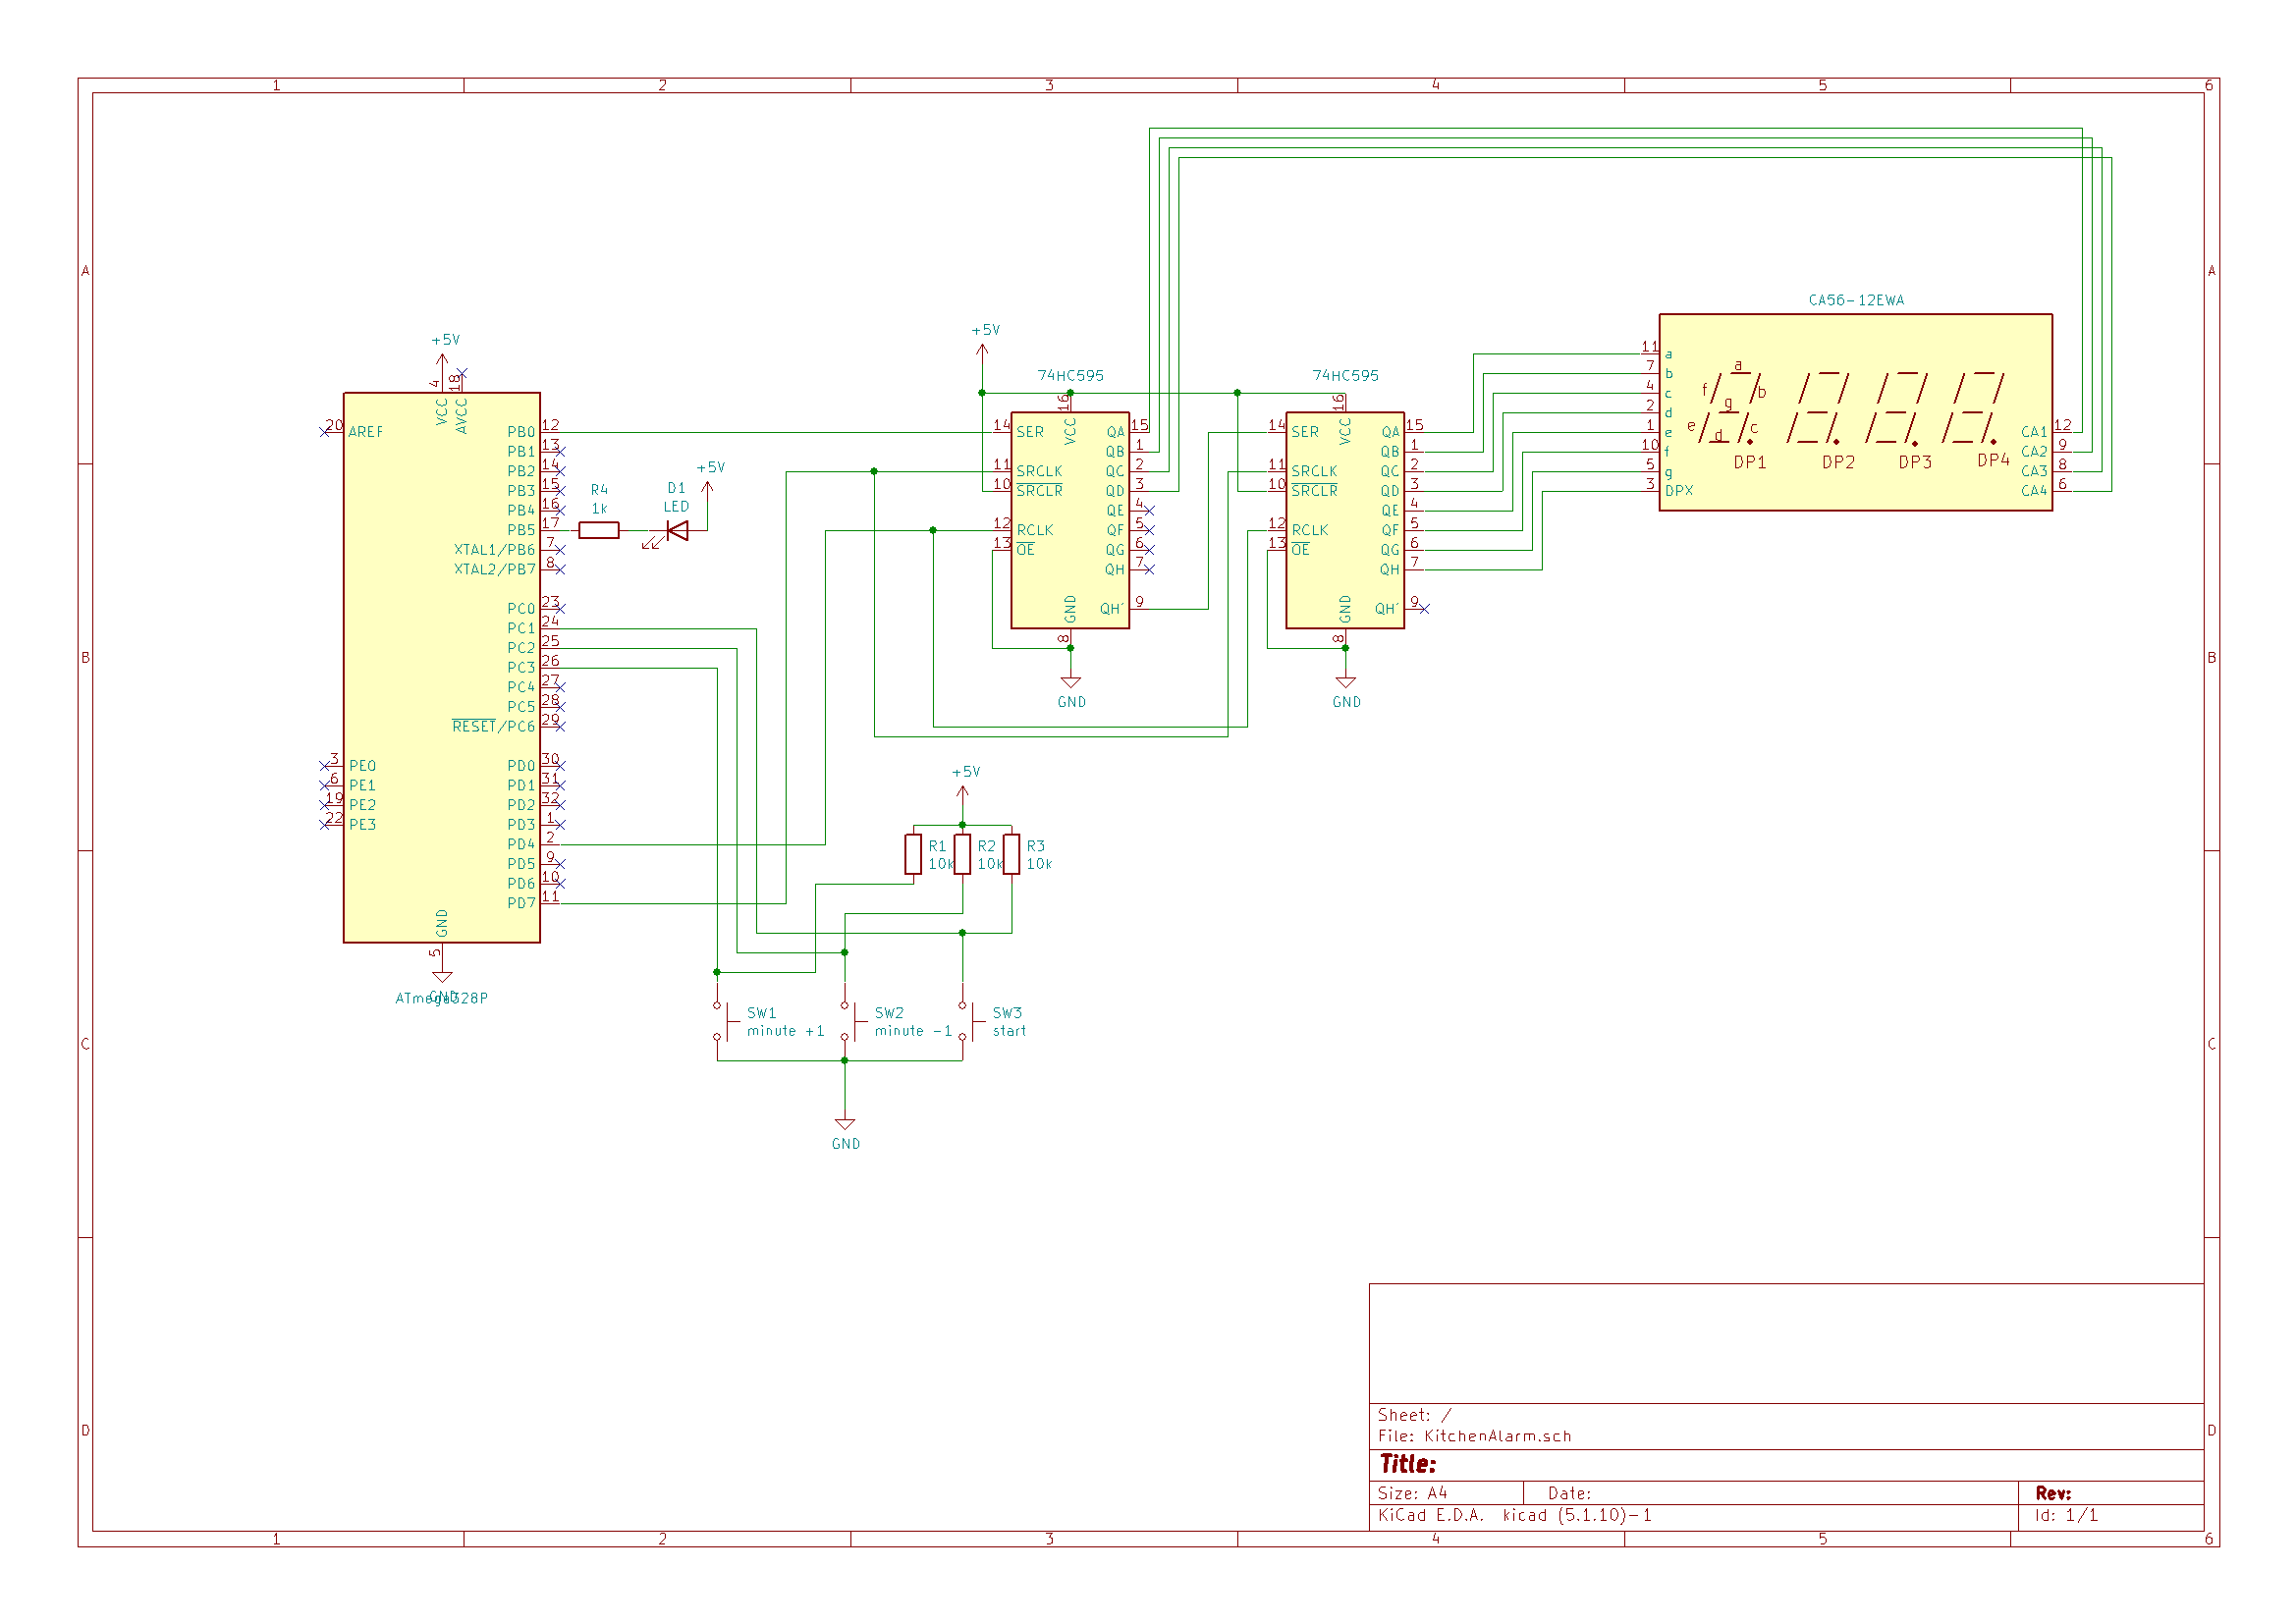 1 2 3 4 5 6
A A
B B
C C
D D
1 2 3 4 5 6
+5V
4 VCC
18 AVCC
20 AREF
3 PE0
6 PE1
19 PE2
22 PE3
PB0 12
PB1 13
PB2 14
PB3 15
PB4 16
PB5 17
XTAL1/PB6 7
XTAL2/PB7 8
PC0 23
PC1 24
PC2 25
PC3 26
PC4 27
PC5 28
RESET/PC6 29
PD0 30
PD1 31
PD2 32
PD3 1
PD4 2
PD5 9
PD6 10
PD7 11
GND 5
GND
ATmega328P
R4
1k
D1
LED
+5V
+5V
74HC595
16 VCC
14 SER
11 SRCLK
10 SRCLR
12 RCLK
13 OE
QA 15
QB 1
QC 2
QD 3
QE 4
QF 5
QG 6
QH 7
QH' 9
GND 8
GND
74HC595
16 VCC
14 SER
11 SRCLK
10 SRCLR
12 RCLK
13 OE
QA 15
QB 1
QC 2
QD 3
QE 4
QF 5
QG 6
QH 7
QH' 9
GND 8
GND
CA56-12EWA
11 a
7 b
4 c
2 d
1 e
10 f
5 g
3 DPX
a
f b
g
e c
d
DP1 DP2 DP3 DP4
CA1 12
CA2 9
CA3 8
CA4 6
+5V
R1
10k
R2
10k
R3
10k
SW1
minute +1
SW2
minute -1
SW3
start
GND
Sheet: /
File: KitchenAlarm.sch
Title:
Size: A4 Date: Rev:
KiCad E.D.A. kicad (5.1.10)-1 Id: 1/1